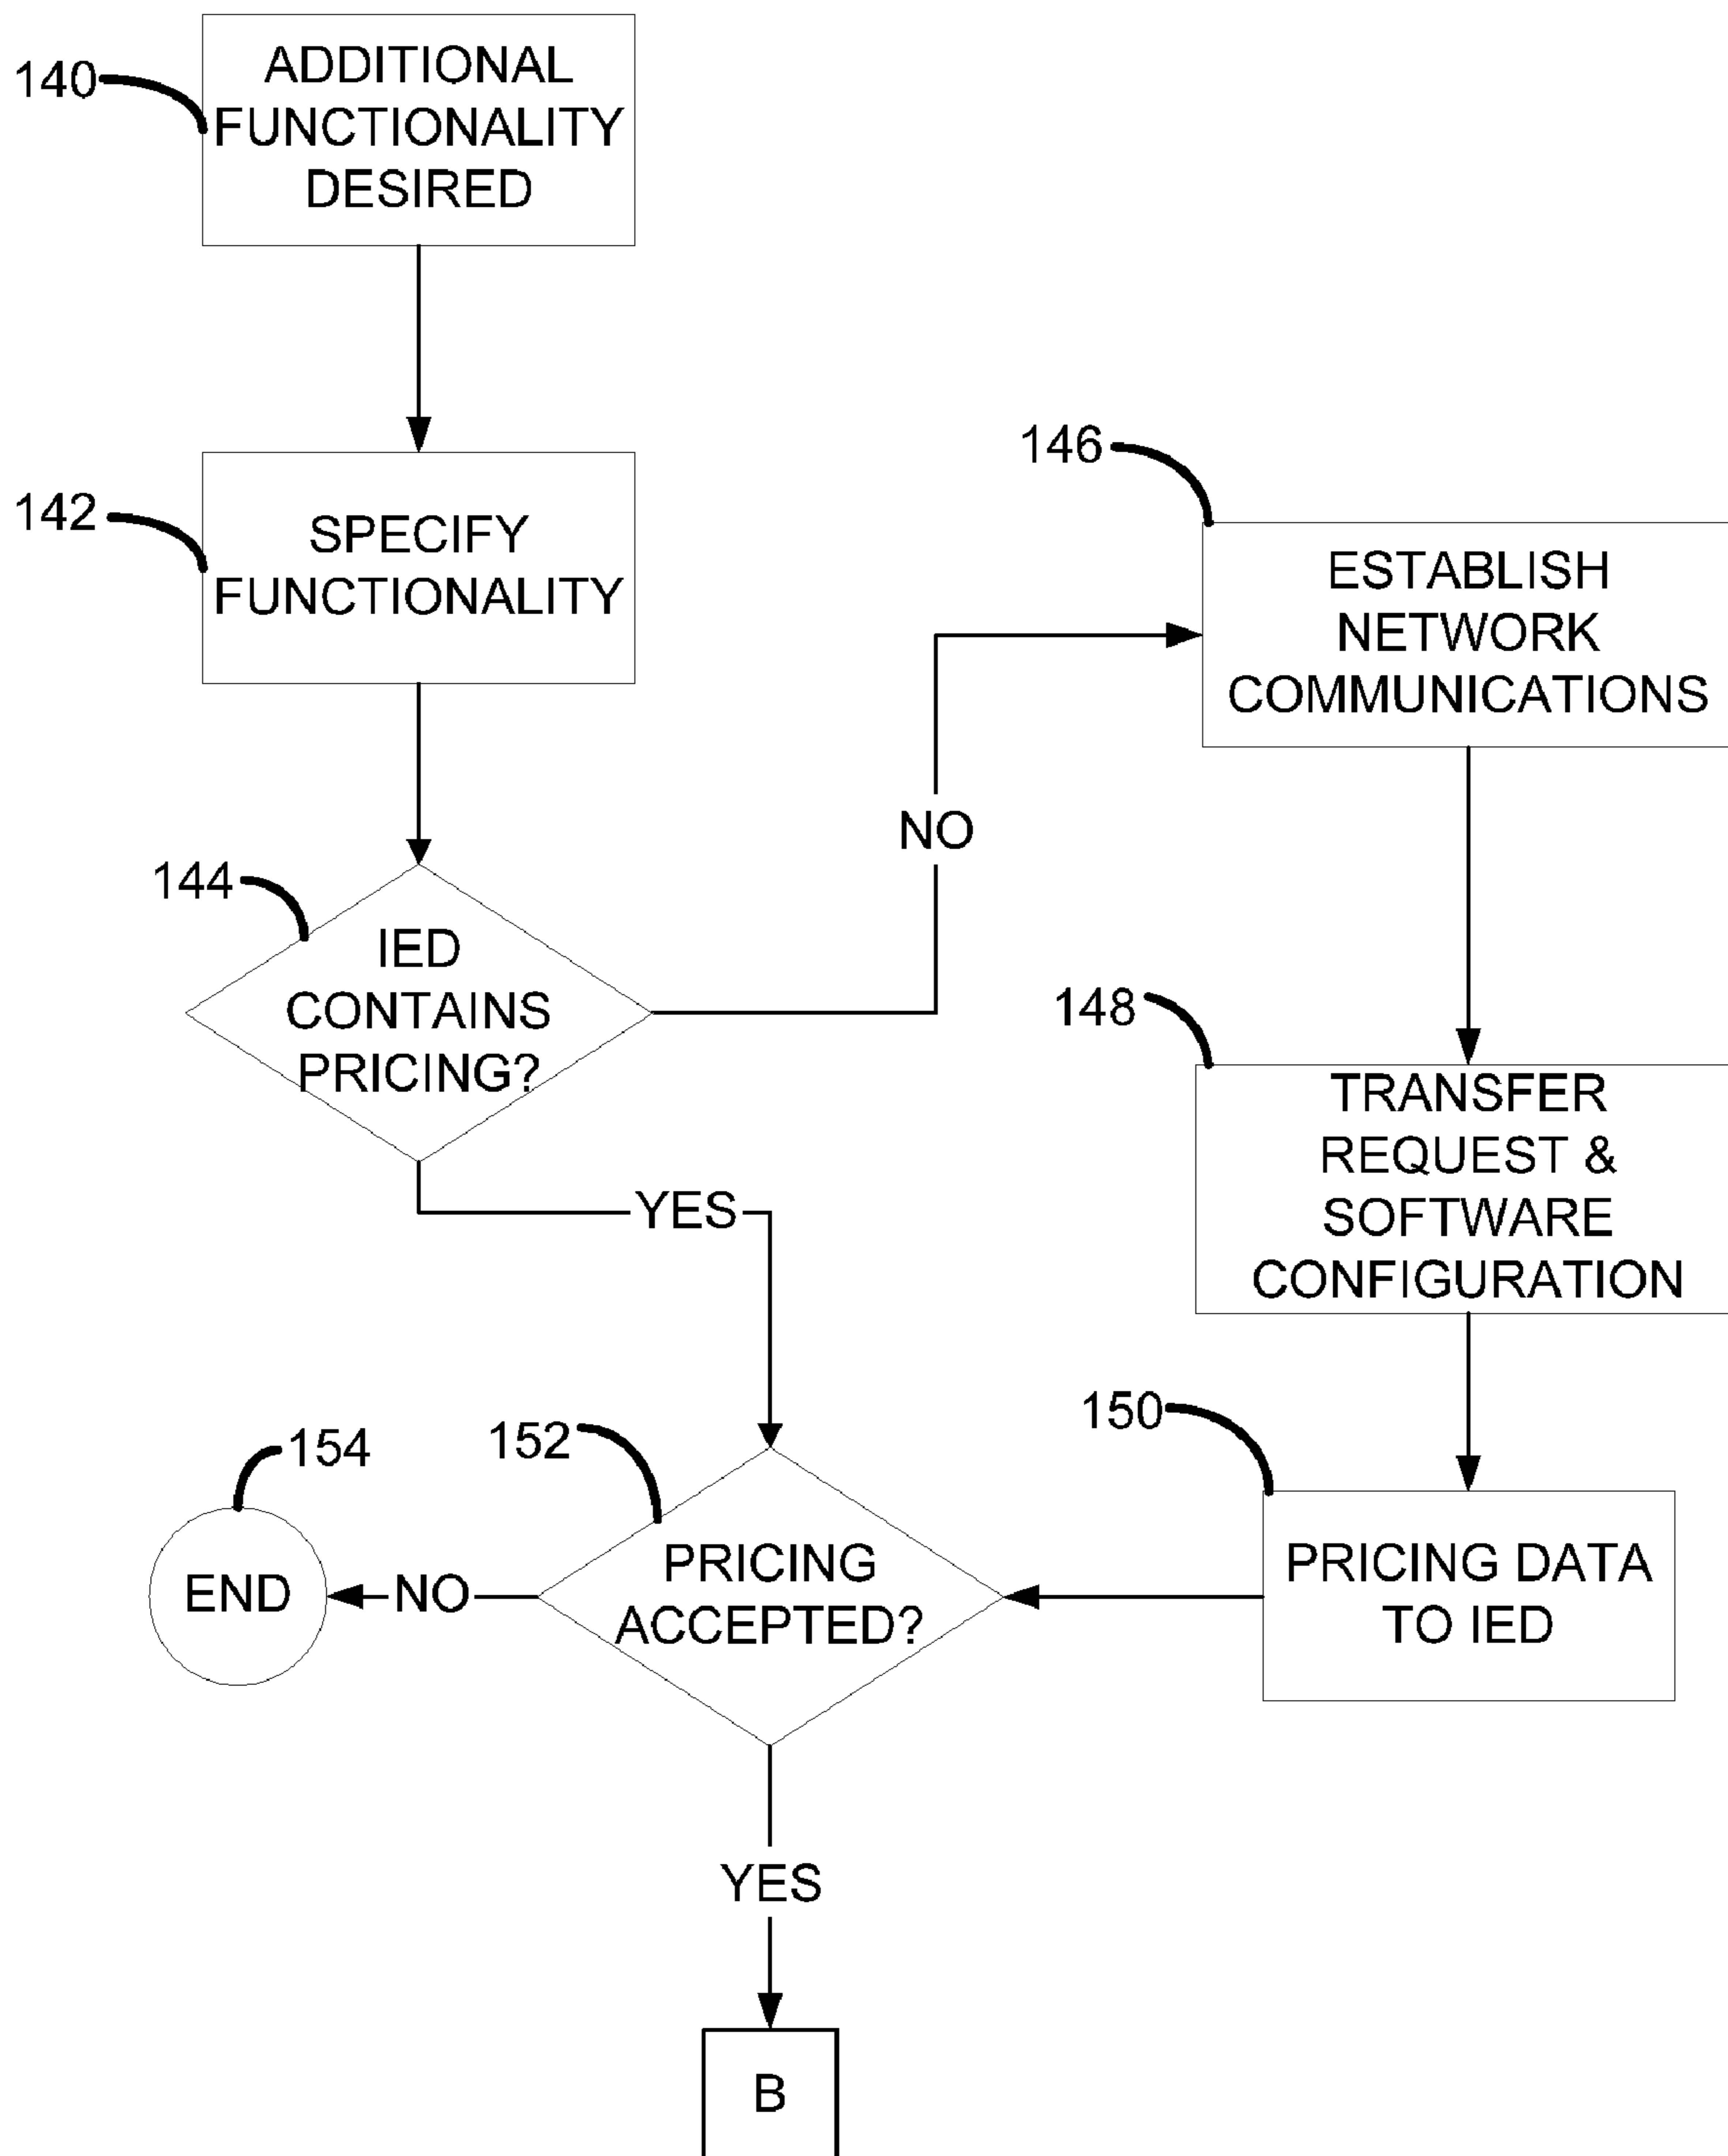 140
ADDITIONAL
FUNCTIONALITY
DESIRED
142
SPECIFY
FUNCTIONALITY
144
IED
CONTAINS
PRICING?
NO
146
ESTABLISH
NETWORK
COMMUNICATIONS
148
TRANSFER
REQUEST &
SOFTWARE
CONFIGURATION
YES
150
PRICING DATA
TO IED
152
PRICING
ACCEPTED?
NO
154
END
YES
B